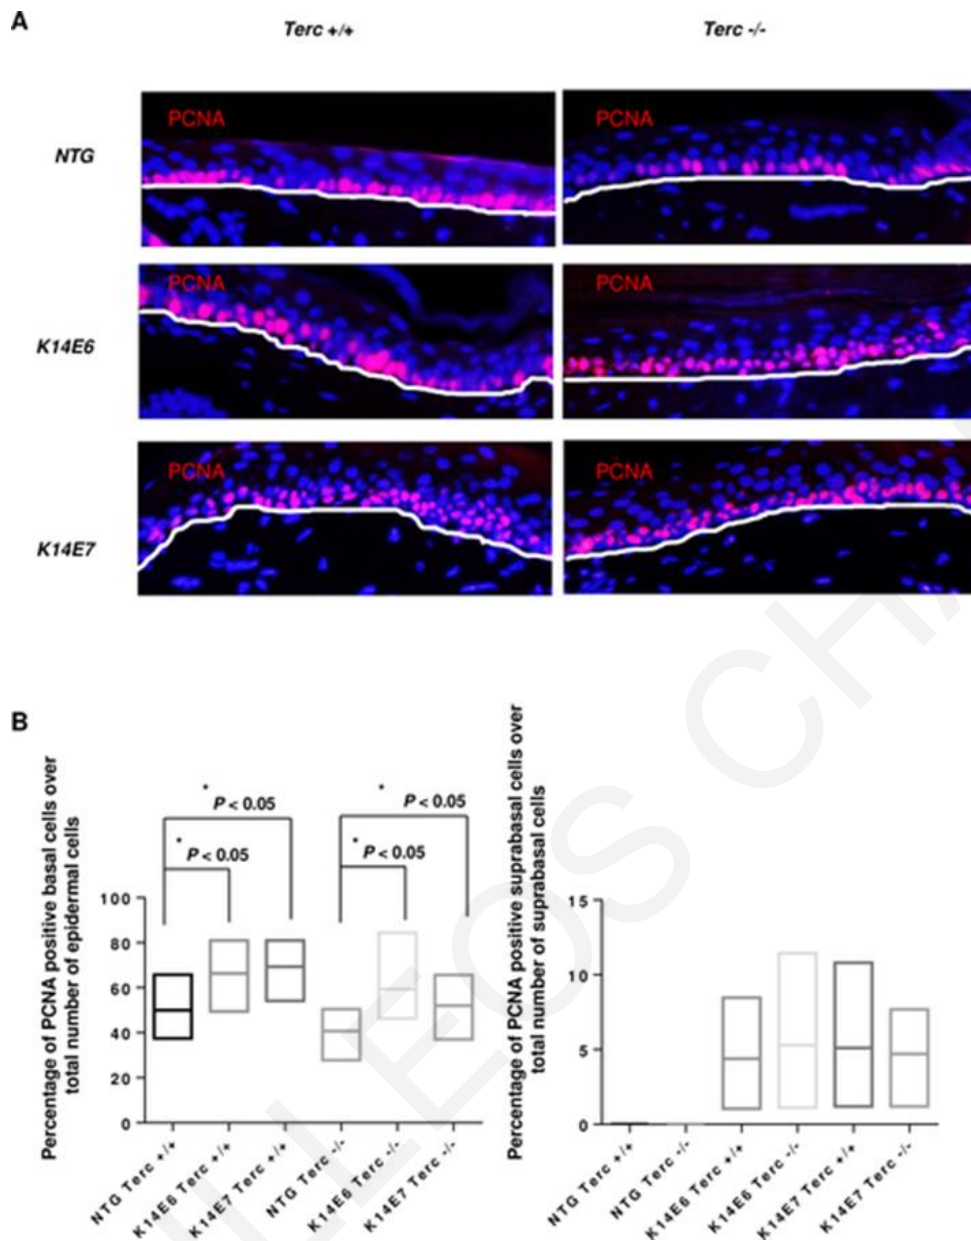 A
Terc +/+
Terc -/-
NTG
PCNA
PCNA
K14E6
PCNA
PCNA
K14E7
PCNA
PCNA
B
Percentage of PCNA positive basal cells over
total number of epidermal cells
*
P < 0.05
*
P < 0.05
*
P < 0.05
*
P < 0.05
100
80
60
40
20
0
NTG Terc +/+
K14E6 Terc +/+
K14E7 Terc +/+
NTG Terc -/-
K14E6 Terc -/-
K14E7 Terc -/-
Percentage of PCNA positive suprabasal cells over
total number of suprabasal cells
15
10
5
0
NTG Terc +/+
NTG Terc -/-
K14E6 Terc +/+
K14E6 Terc -/-
K14E7 Terc +/+
K14E7 Terc -/-